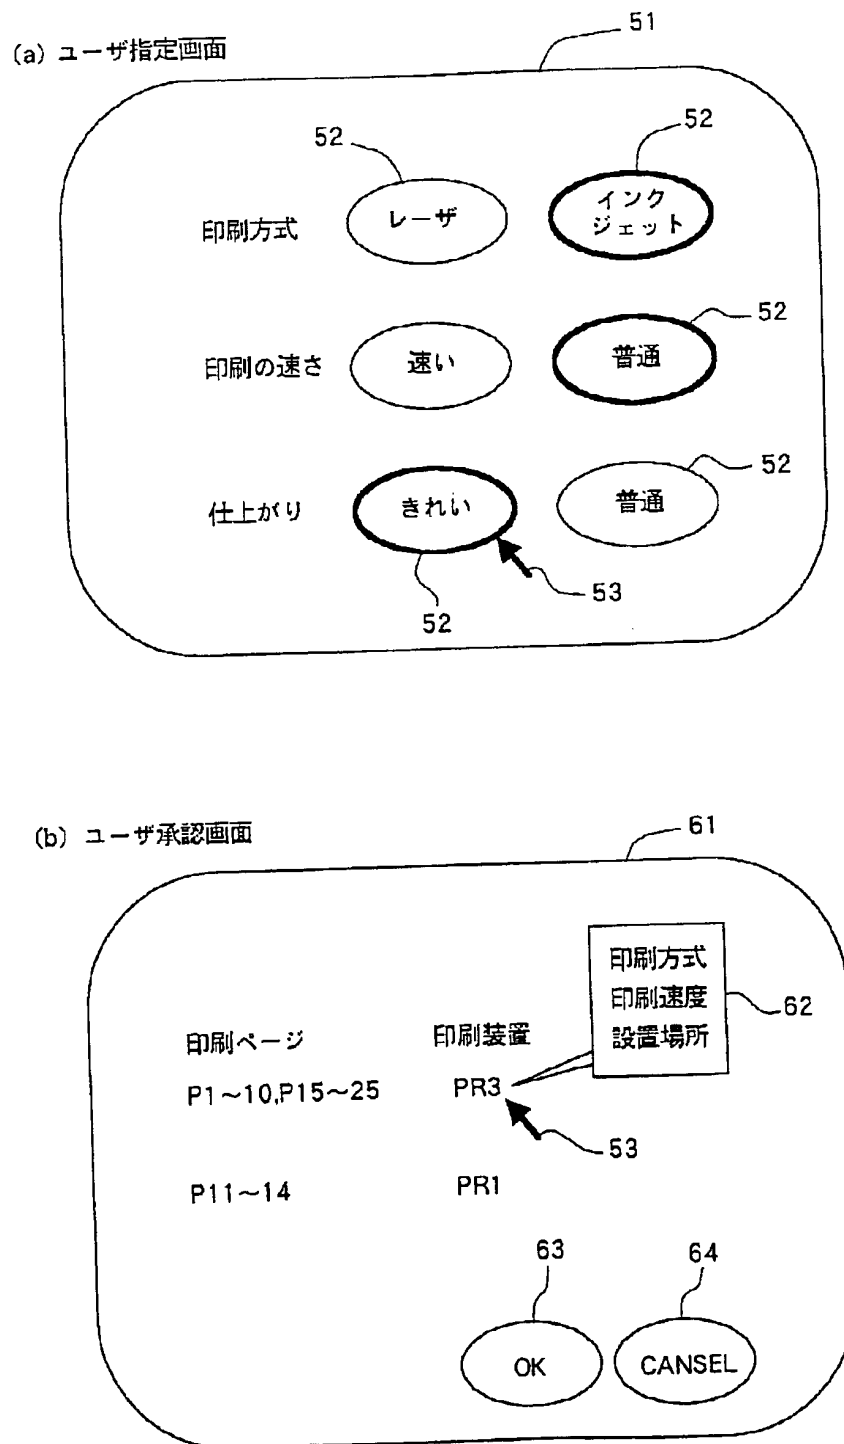 (a) ユーザ指定画面
51
52
52
印刷方式
レーザ
インク
ジェット
52
印刷の速さ
速い
普通
52
仕上がり
きれい
普通
52
53
(b) ユーザ承認画面
61
印刷方式
印刷速度
設置場所
62
印刷ページ
印刷装置
P1～10,P15～25
PR3
53
P11～14
PR1
63
64
OK
CANSEL